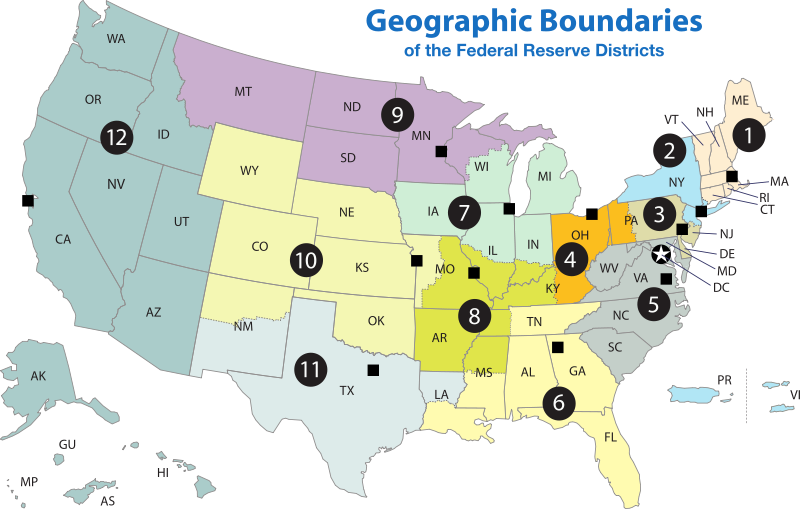 Geographic Boundaries
of the Federal Reserve Districts
WA
MT
ND
MN
OR
ID
SD
WI
MI
VT
NH
ME
WY
NV
UT
CA
CO
NE
IA
IL
IN
OH
PA
NY
MA
RI
CT
NJ
DE
MD
DC
KS
MO
KY
WV
VA
NC
TN
SC
AZ
NM
OK
AR
MS
AL
GA
TX
LA
FL
AK
GU
MP
AS
HI
PR
VI
1
2
3
4
5
6
7
8
9
10
11
12